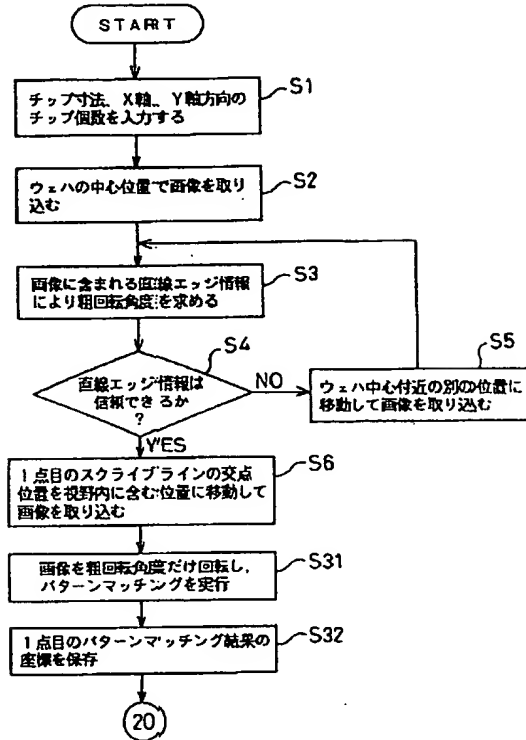 START
チップ寸法、X軸、Y軸方向の
チップ個数を入力する
S1
ウェハの中心位置で画像を取り
込む
S2
画像に含まれる直線エッジ情報
により粗回転角度を求める
S3
S4
直線エッジ情報は
信頼できるか
?
NO
YES
S5
ウェハ中心付近の別の位置に
移動して画像を取り込む
1点目のスクライブラインの交点
位置を視野内に含む位置に移動して
画像を取り込む
S6
画像を粗回転角度だけ回転し、
パターンマッチングを実行
S31
1点目のパターンマッチング結果の
座標を保存
S32
20